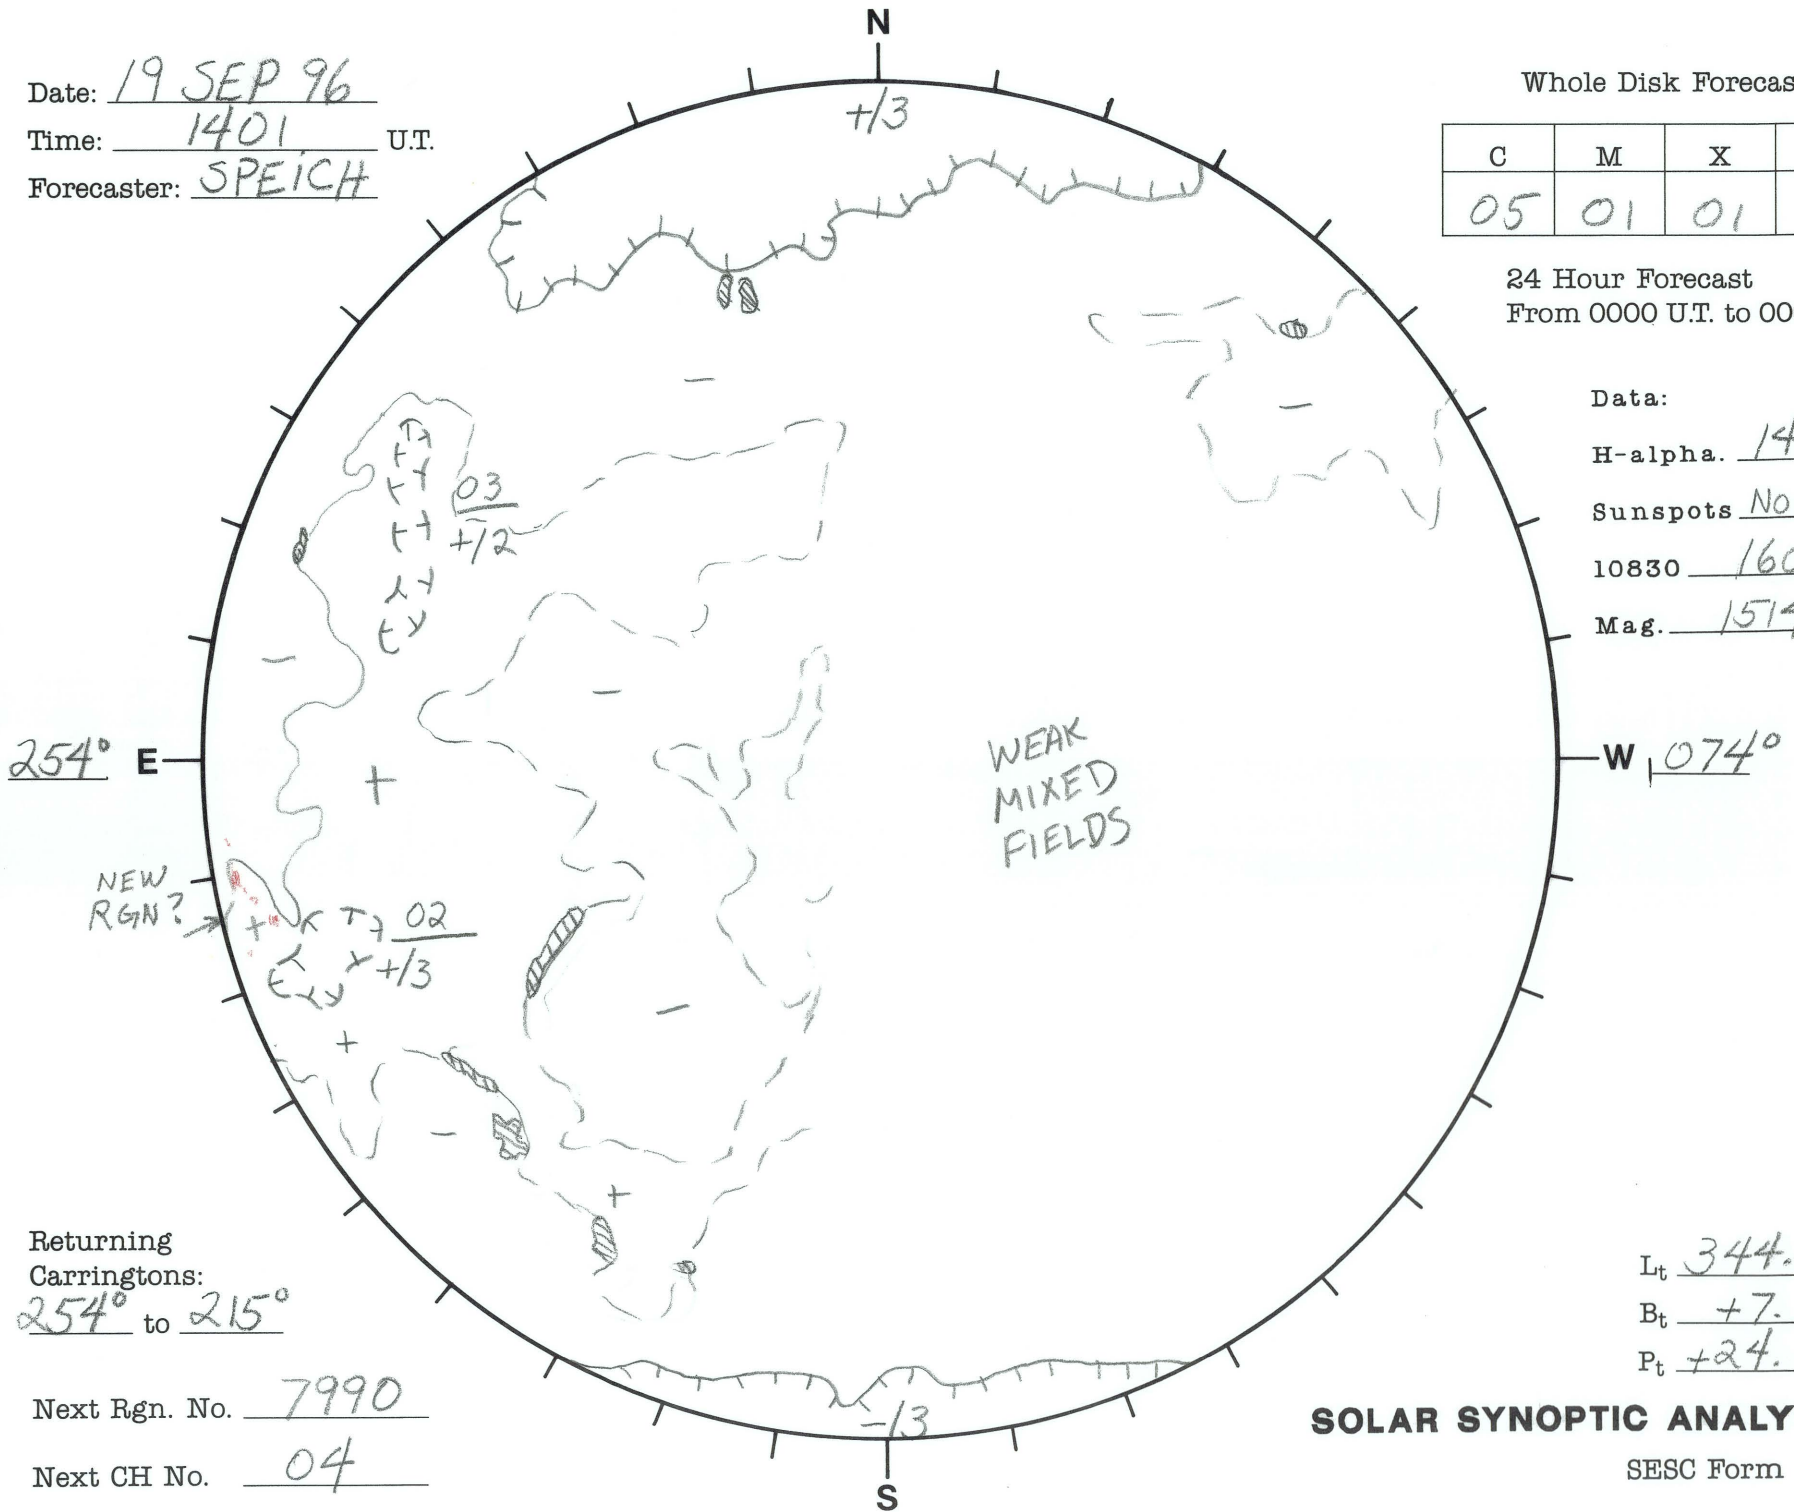 N
Date: 19 SEP 96
Time: 1401 U.T.
Forecaster: SPEICH
+/3
Whole Disk Forecas
C M X
05 01 01
24 Hour Forecast
From 0000 U.T. to 00
Data:
H-alpha. 14
Sunspots No
10830 160
Mag. 1514
03
+/2
254° E
W 074°
WEAK
MIXED
FIELDS
NEW
RGN?
02
+/3
Returning
Carringtons:
254° to 215°
Next Rgn. No. 7990
Next CH No. 04
Lt 344.
Bt +7.
Pt +24.
-/3
S
SOLAR SYNOPTIC ANALY
SESC Form